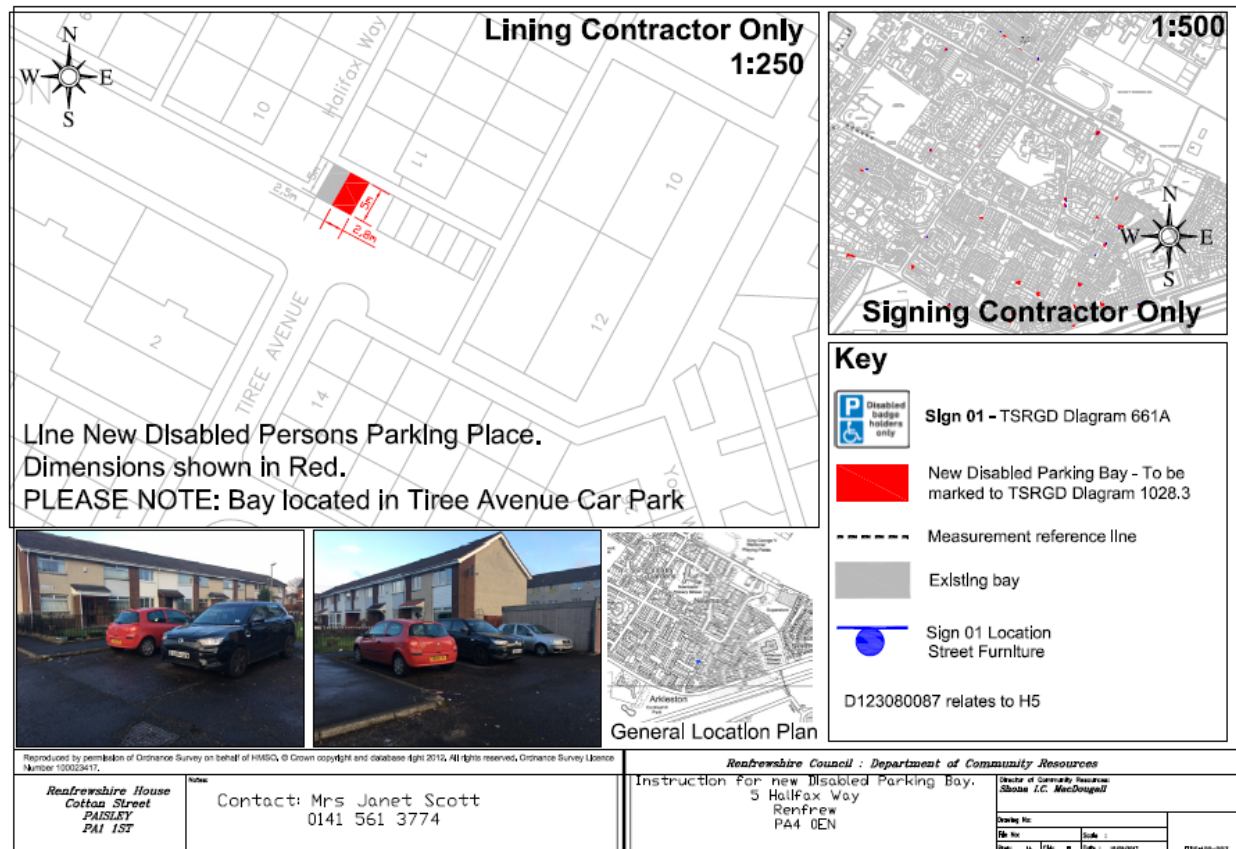 Lining Contractor Only
1:250
N
W
E
S
Halifax Way
10
11
10
5m
2,5m
5m
2,8m
12
2
TIREE AVENUE
14
Line New Disabled Persons Parking Place.
Dimensions shown in Red.
PLEASE NOTE: Bay located in Tiree Avenue Car Park
1:500
N
W
E
S
Signing Contractor Only
Key
P
Disabled
badge
holders
only
Sign 01 - TSRGD Diagram 661A
New Disabled Parking Bay - To be
marked to TSRGD Diagram 1028.3
Measurement reference line
Existing bay
Sign 01 Location
Street Furniture
D123080087 relates to H5
Arkleston
General Location Plan
Reproduced by permission of Ordnance Survey on behalf of HMSO. © Crown copyright and database right 2012. All rights reserved. Ordnance Survey Licence
Number 100023417.
Renfrewshire House
Cotton Street
PAISLEY
PA1 1ST
Notes:
Contact: Mrs Janet Scott
0141 561 3774
Renfrewshire Council : Department of Community Resources
Instruction for new Disabled Parking Bay.
5 Halifax Way
Renfrew
PA4 0EN
Director of Community Resources:
Shona I.C. MacDougall
Drawing No:
File No:
Scale :